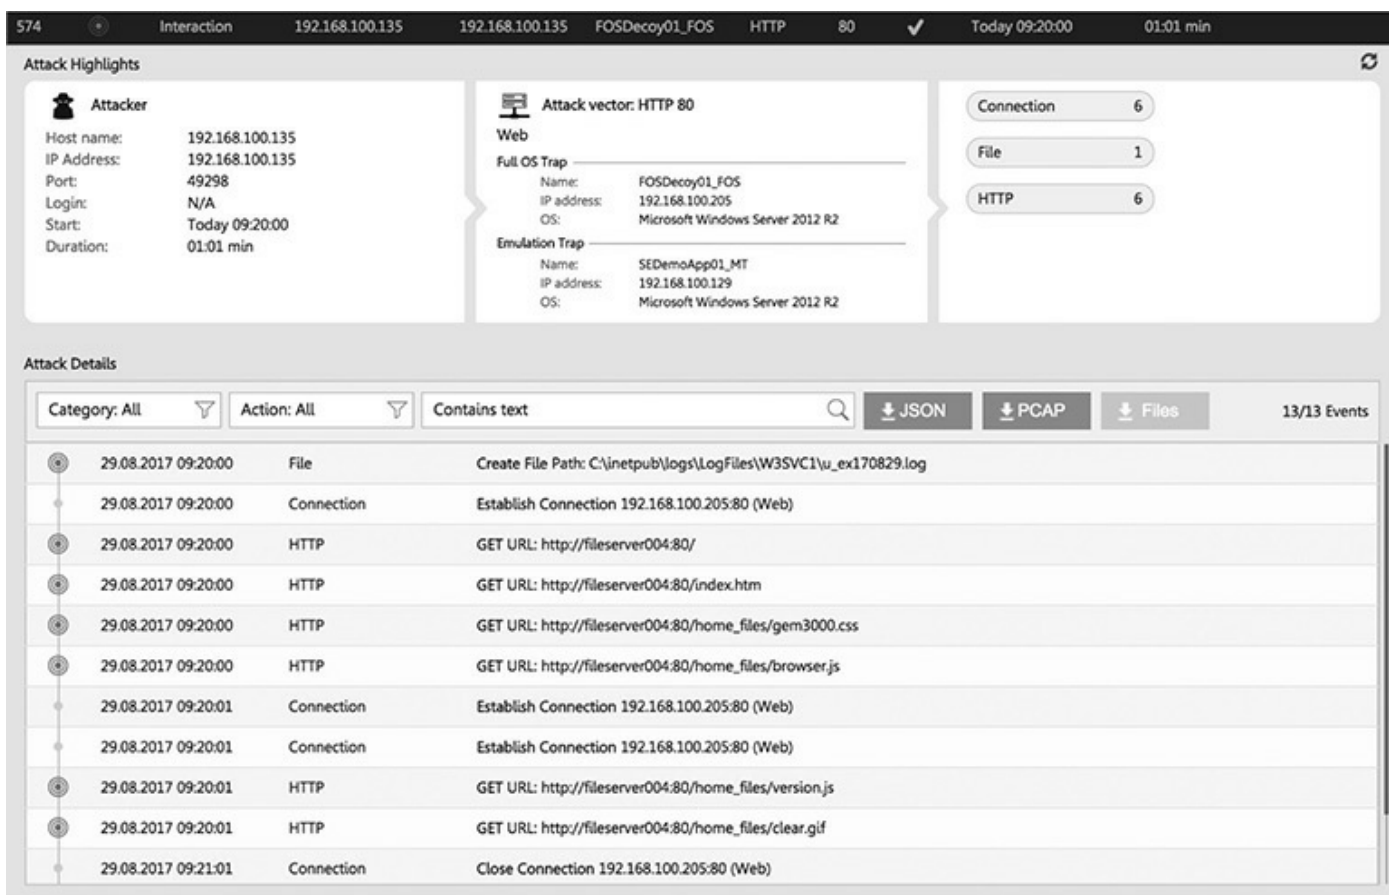 574 Interaction 192.168.100.135 192.168.100.135 FOSDecoy01_FOS HTTP 80 Today 09:20:00 01:01 min
Attack Highlights
Attacker
Host name: 192.168.100.135
IP Address: 192.168.100.135
Port: 49298
Login: N/A
Start: Today 09:20:00
Duration: 01:01 min
Attack vector: HTTP 80
Web
Full OS Trap
Name: FOSDecoy01_FOS
IP address: 192.168.100.205
OS: Microsoft Windows Server 2012 R2
Emulation Trap
Name: SEDemoApp01_MT
IP address: 192.168.100.129
OS: Microsoft Windows Server 2012 R2
Connection 6
File 1
HTTP 6
Attack Details
Category: All Action: All Contains text JSON PCAP Files 13/13 Events
29.08.2017 09:20:00 File Create File Path: C:\inetpub\logs\LogFiles\W3SVC1\u_ex170829.log
29.08.2017 09:20:00 Connection Establish Connection 192.168.100.205:80 (Web)
29.08.2017 09:20:00 HTTP GET URL: http://fileserver004:80/
29.08.2017 09:20:00 HTTP GET URL: http://fileserver004:80/index.htm
29.08.2017 09:20:00 HTTP GET URL: http://fileserver004:80/home_files/gem3000.css
29.08.2017 09:20:00 HTTP GET URL: http://fileserver004:80/home_files/browser.js
29.08.2017 09:20:01 Connection Establish Connection 192.168.100.205:80 (Web)
29.08.2017 09:20:01 Connection Establish Connection 192.168.100.205:80 (Web)
29.08.2017 09:20:01 HTTP GET URL: http://fileserver004:80/home_files/version.js
29.08.2017 09:20:01 HTTP GET URL: http://fileserver004:80/home_files/clear.gif
29.08.2017 09:21:01 Connection Close Connection 192.168.100.205:80 (Web)